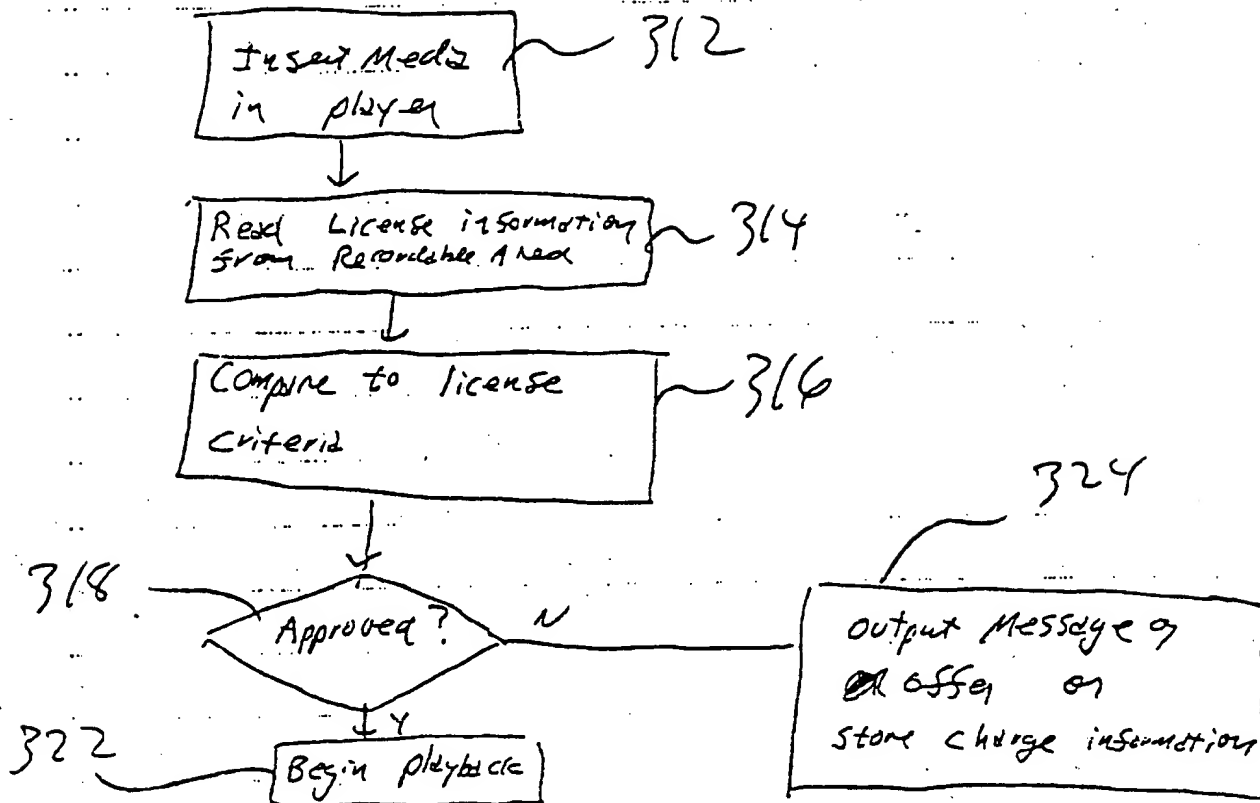 Insert Media
in player
312
Read License information
from Recordable Area
314
Compare to license
criteria
316
324
318
Approved?
N
output Message or
offer or
store charge information
Y
322
Begin playback